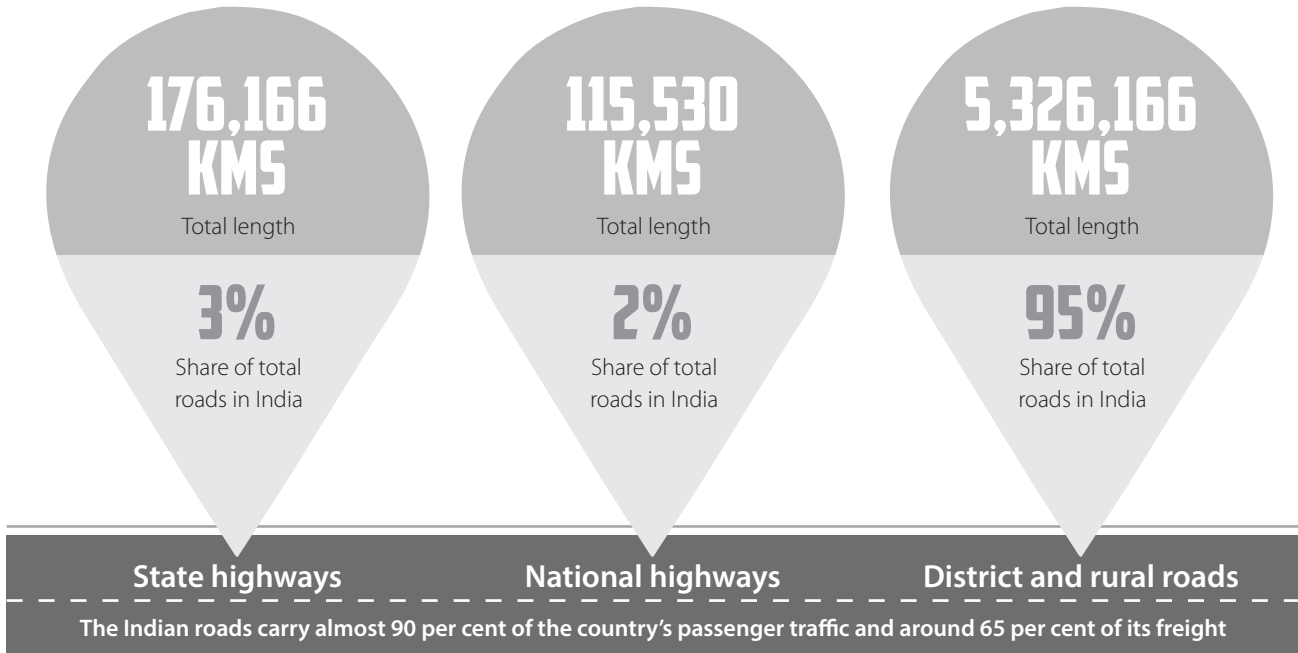 176,166
KMS
Total length
3%
Share of total
roads in India
State highways
115,530
KMS
Total length
2%
Share of total
roads in India
National highways
5,326,166
KMS
Total length
95%
Share of total
roads in India
District and rural roads
The Indian roads carry almost 90 per cent of the country's passenger traffic and around 65 per cent of its freight